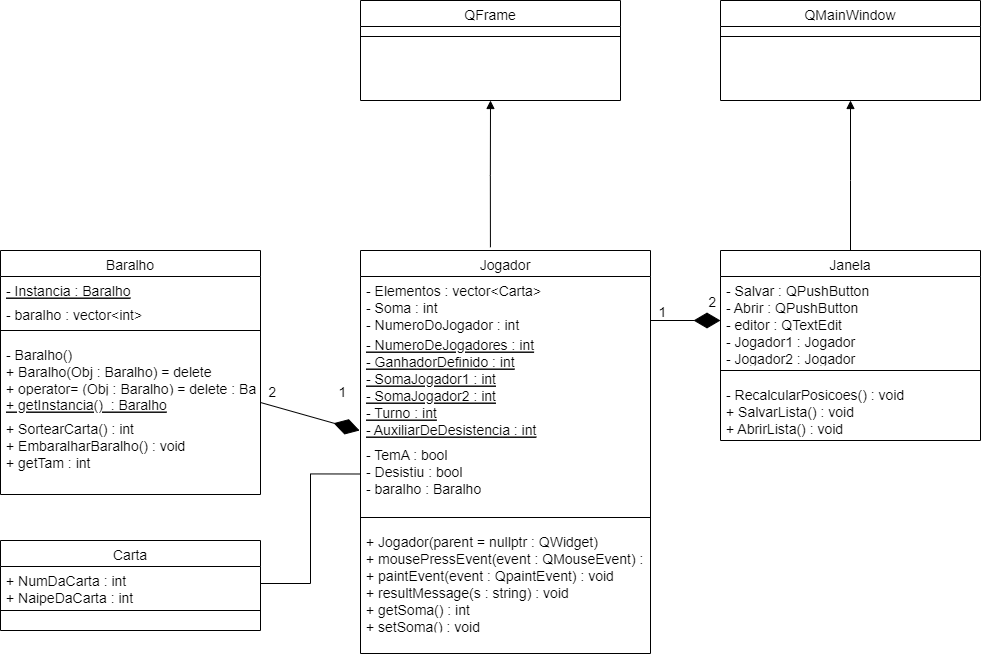 QFrame
QMainWindow
Baralho
- Instancia : Baralho
- baralho : vector<int>
- Baralho()
+ Baralho(Obj : Baralho) = delete
+ operator= (Obj : Baralho) = delete : Ba
+ getInstancia() : Baralho
+ SortearCarta() : int
+ EmbaralharBaralho() : void
+ getTam : int
2
1
Jogador
- Elementos : vector<Carta>
- Soma : int
- NumeroDoJogador : int
- NumeroDeJogadores : int
- GanhadorDefinido : int
- SomaJogador1 : int
- SomaJogador2 : int
- Turno : int
- AuxiliarDeDesistencia : int
- TemA : bool
- Desistiu : bool
- baralho : Baralho
+ Jogador(parent = nullptr : QWidget)
+ mousePressEvent(event : QMouseEvent) :
+ paintEvent(event : QpaintEvent) : void
+ resultMessage(s : string) : void
+ getSoma() : int
+ setSoma() : void
1
2
Janela
- Salvar : QPushButton
- Abrir : QPushButton
- editor : QTextEdit
- Jogador1 : Jogador
- Jogador2 : Jogador
- RecalcularPosicoes() : void
+ SalvarLista() : void
+ AbrirLista() : void
Carta
+ NumDaCarta : int
+ NaipeDaCarta : int